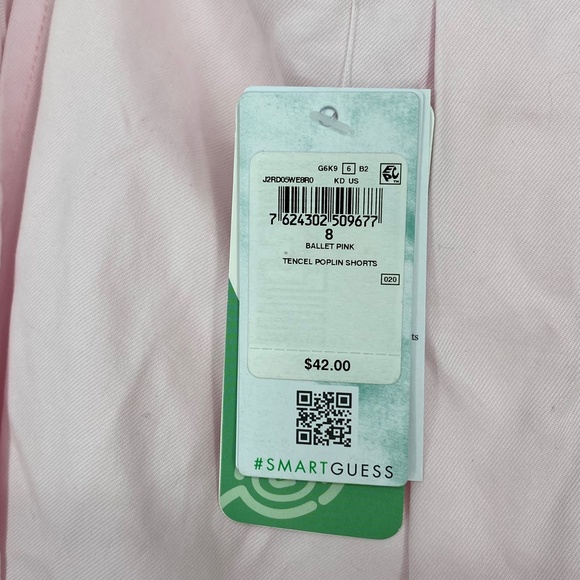 G6K9 6 B2
J2RD05WE8R0 KD US
7 624302 509677
8
BALLET PINK
TENCEL POPLIN SHORTS
020
$42.00
#SMARTGUESS
ts